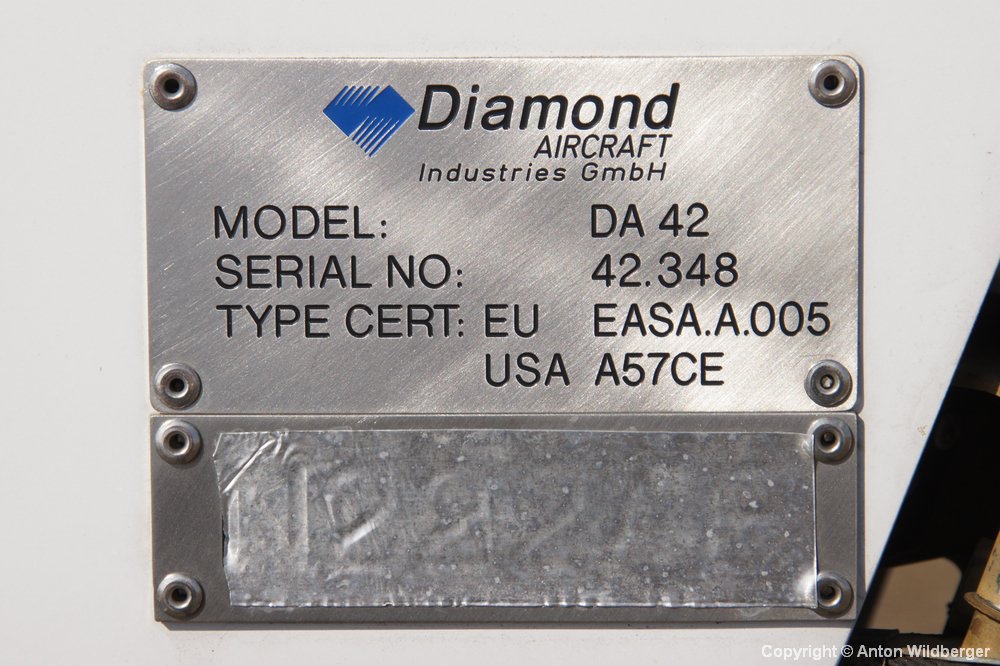 Diamond
AIRCRAFT
Industries GmbH
MODEL: DA 42
SERIAL NO: 42.348
TYPE CERT: EU EASA.A.005
USA A57CE
Copyright © Anton Wildberger